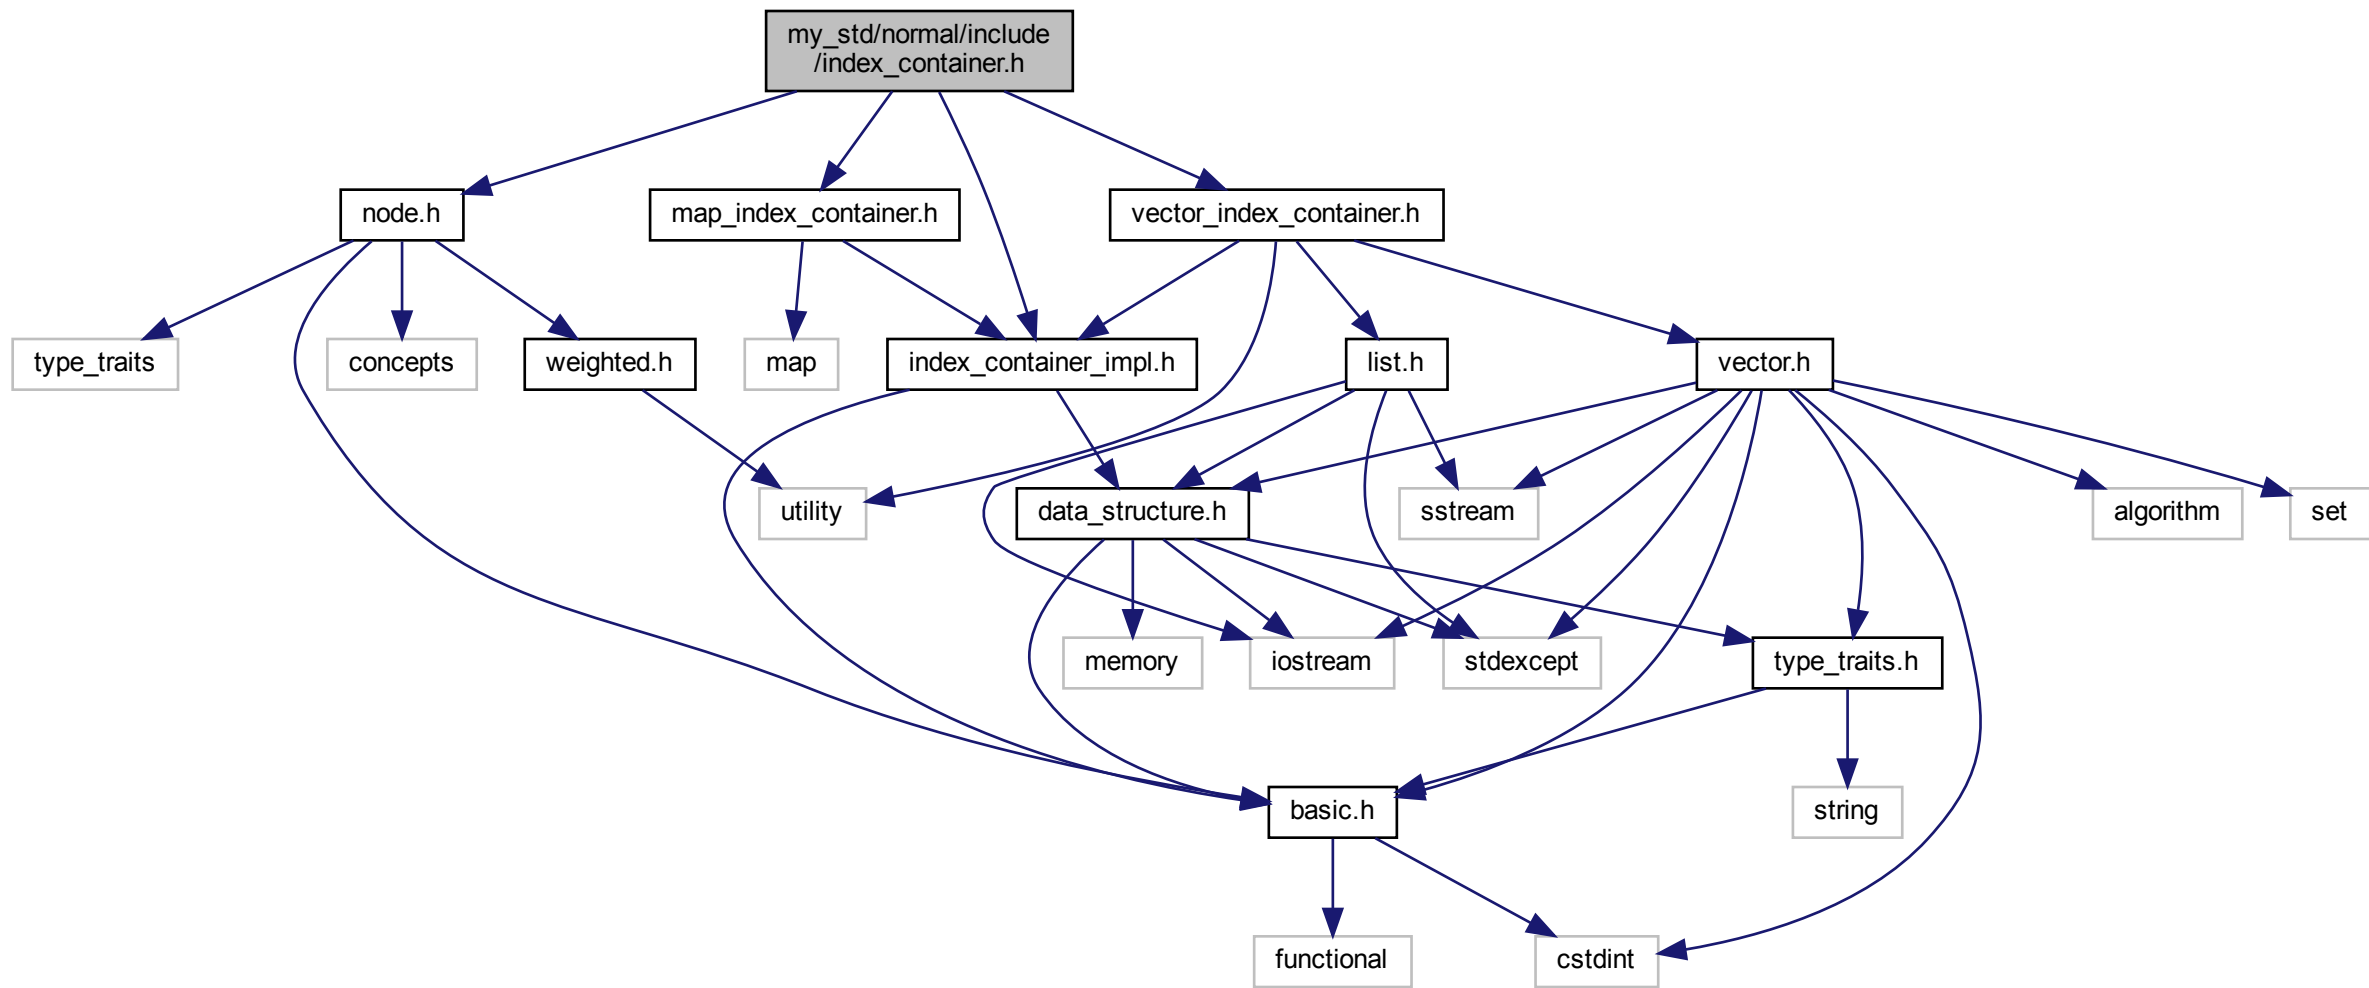 my_std/normal/include
/index_container.h
node.h
map_index_container.h
vector_index_container.h
type_traits
concepts
weighted.h
map
index_container_impl.h
list.h
vector.h
utility
data_structure.h
sstream
algorithm
set
memory
iostream
stdexcept
type_traits.h
basic.h
string
functional
cstdint